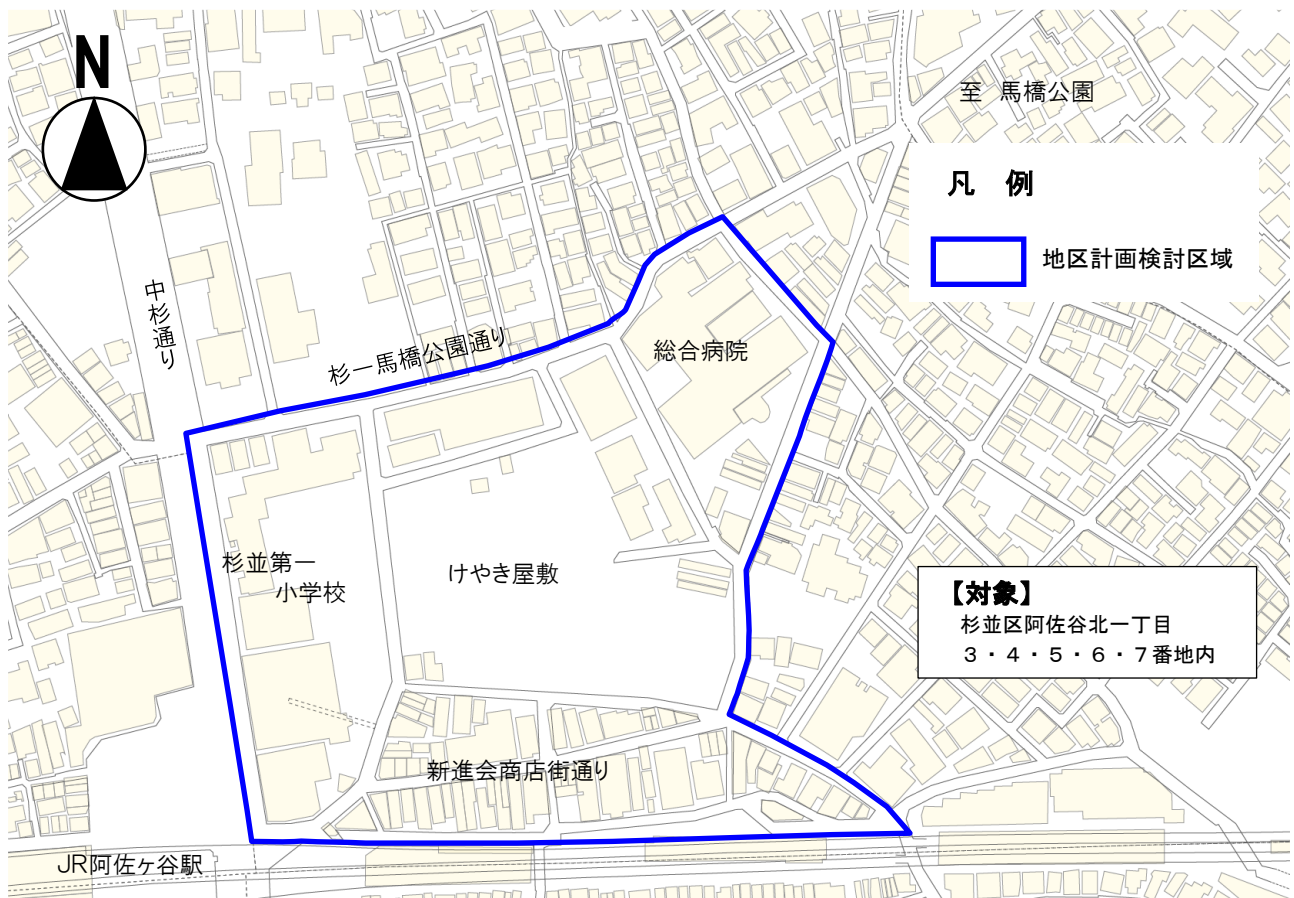 N
至 馬橋公園
凡 例
地区計画検討区域
中杉通り
杉一馬橋公園通り
総合病院
杉並第一
小学校
けやき屋敷
【対象】
杉並区阿佐谷北一丁目
3・4・5・6・7番地内
新進会商店街通り
JR阿佐ヶ谷駅